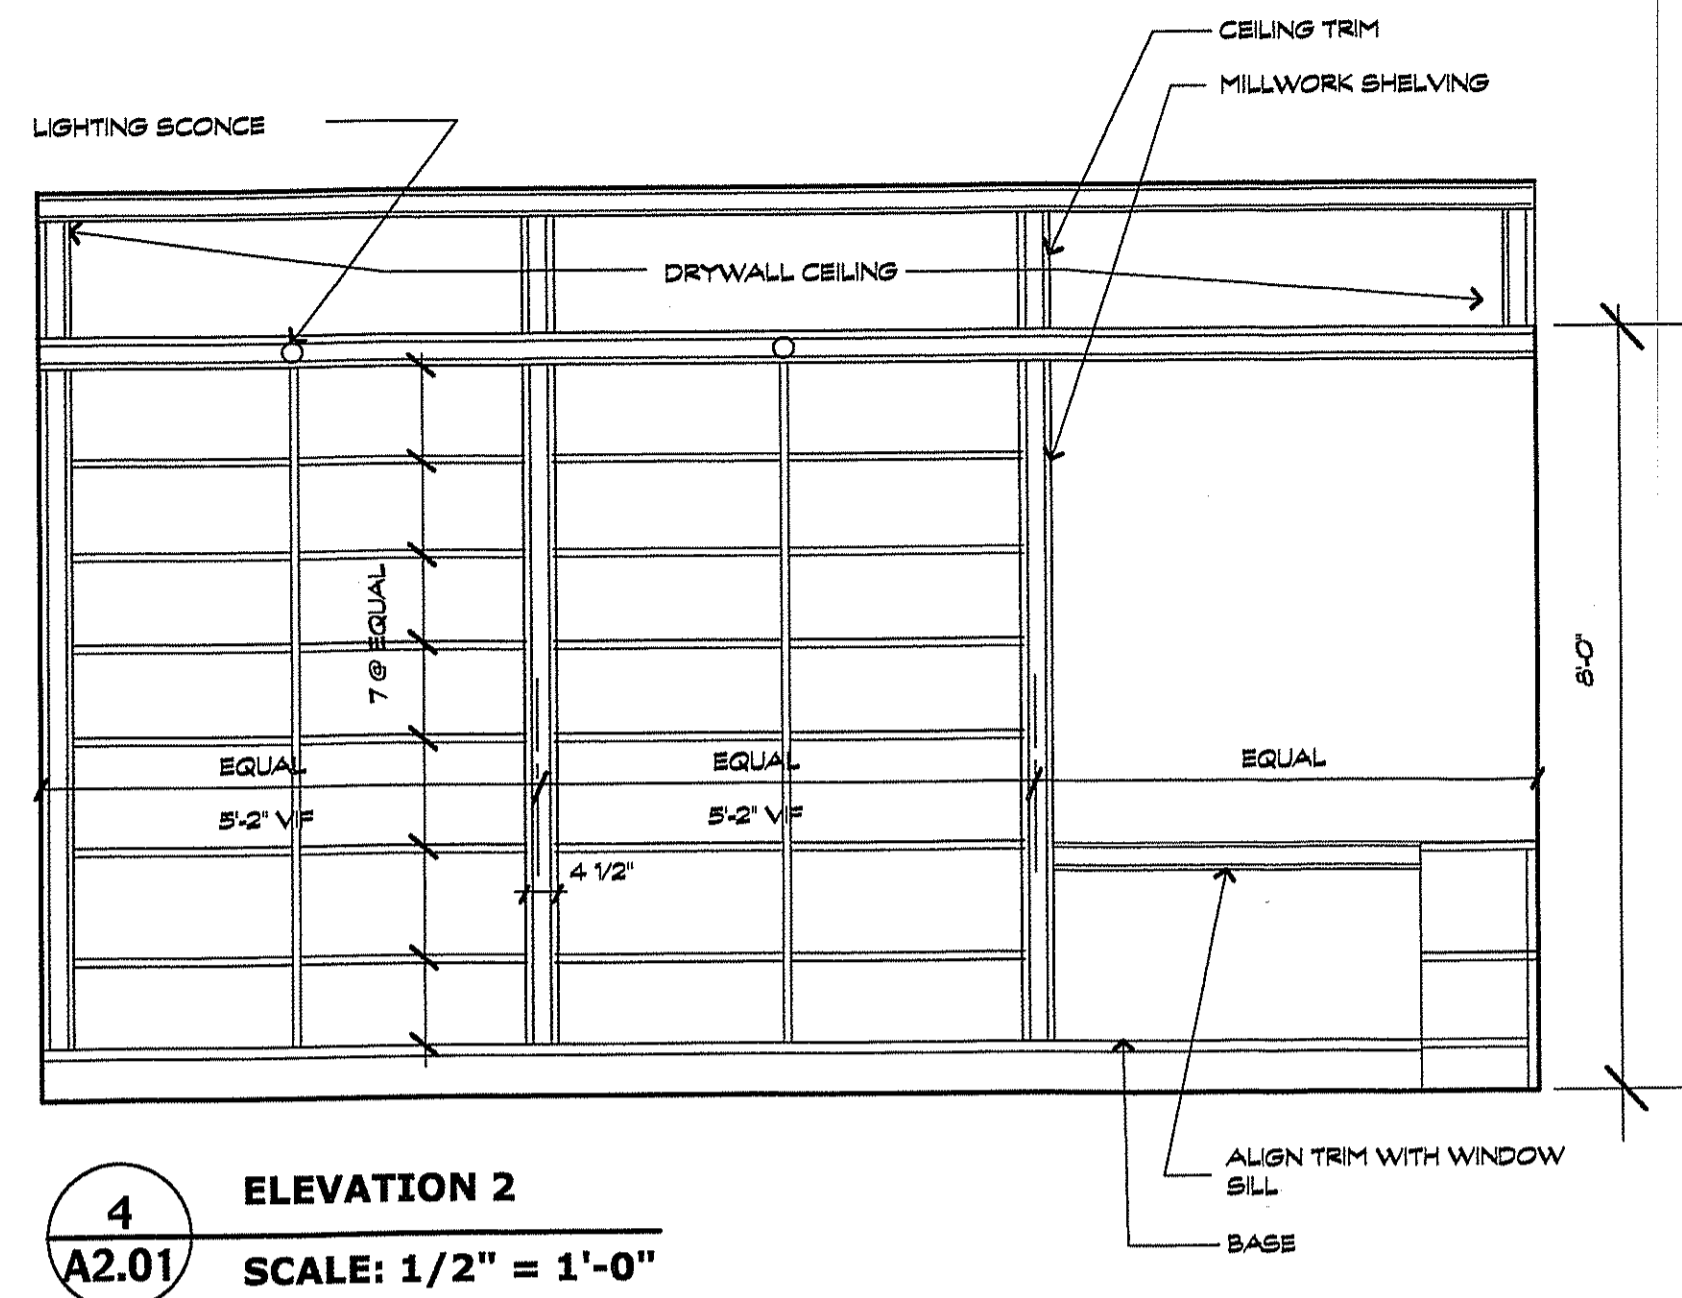 CEILING TRIM
MILLWORK SHELVING
LIGHTING SCONCE
DRYWALL CEILING
7 @ EQUAL
8'-0"
EQUAL
5'-2" VIF
EQUAL
5'-2" VIF
EQUAL
4 1/2"
ALIGN TRIM WITH WINDOW
SILL
BASE
4
A2.01
ELEVATION 2
SCALE: 1/2" = 1'-0"